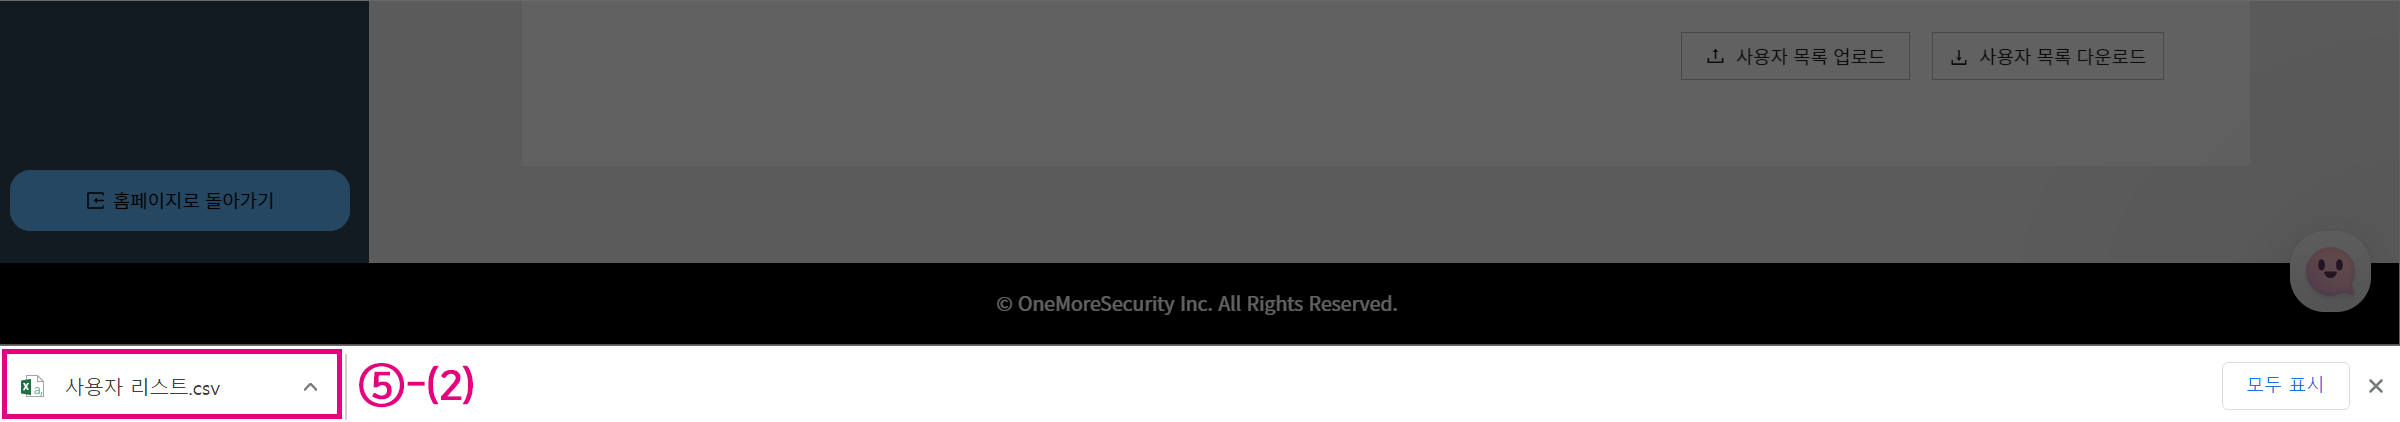 사용자 목록 업로드
사용자 목록 다운로드
홈페이지로 돌아가기
© OneMoreSecurity Inc. All Rights Reserved.
사용자 리스트.csv
⑤-(2)
모두 표시